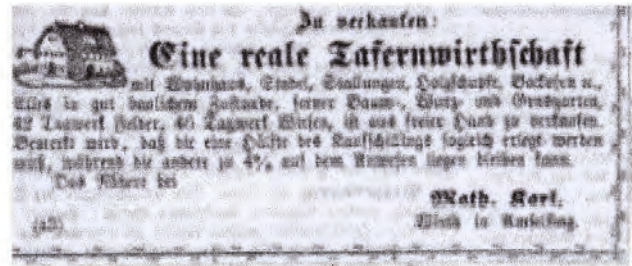 Zu verkaufen:
Eine reale Tafernwirthschaft
mit Wohnhaus, Stadel, Stallungen, Holzschupfe, Backofen ꝛc.,
Alles in gut baulichem Zustande, ferner Baum-, Wurz- und Grasgarten,
42 Tagwerk Felder, 40 Tagwerk Wiesen, ist aus freier Hand zu verkaufen.
Bemerkt wird, daß die eine Hälfte des Kaufschillings sogleich erlegt werden
muß, während die andere zu 4% auf dem Anwesen liegen bleiben kann.
Das Nähere bei
Math. Karl,
Wirth in